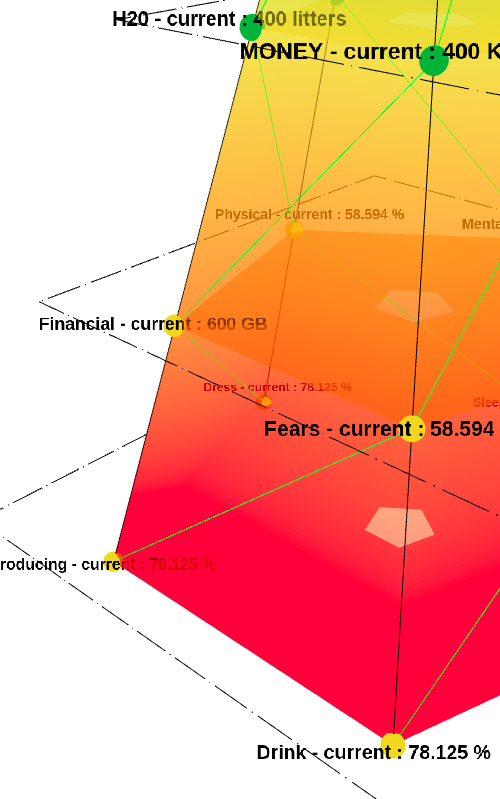 H20 - current : 400 litters
MONEY - current : 400 K
Physical - current : 58.594 %
Menta
Financial - current : 600 GB
Dress - current : 78.125 %
Slee
Fears - current : 58.594
roducing - current : 78.125 %
Drink - current : 78.125 %